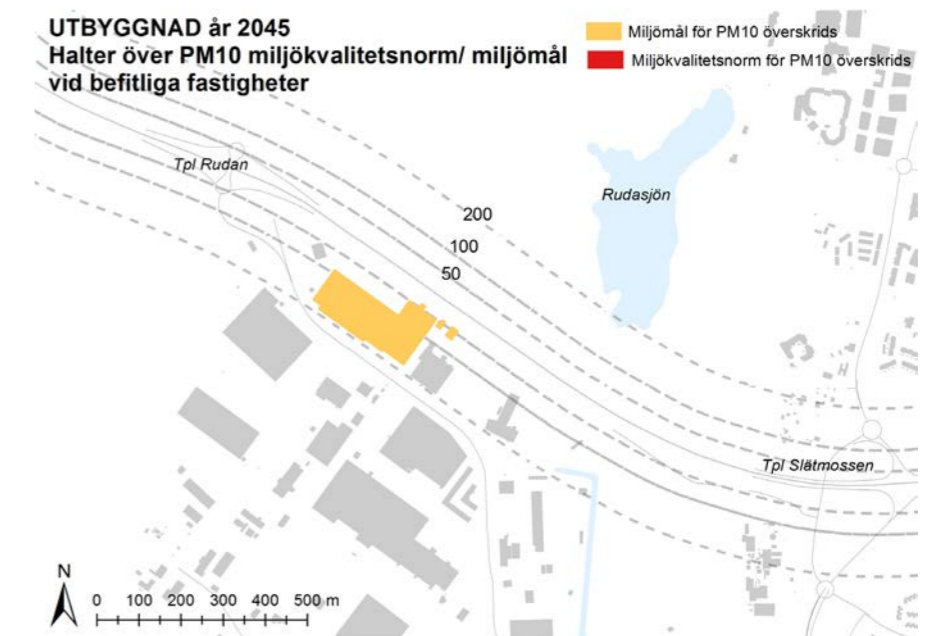 UTBYGGNAD år 2045
Halter över PM10 miljökvalitetsnorm/ miljömål
vid befitliga fastigheter
Miljömål för PM10 överskrids
Miljökvalitetsnorm för PM10 överskrids
Tpl Rudan
Rudasjön
200
100
50
Tpl Slätmossen
N
0 100 200 300 400 500 m